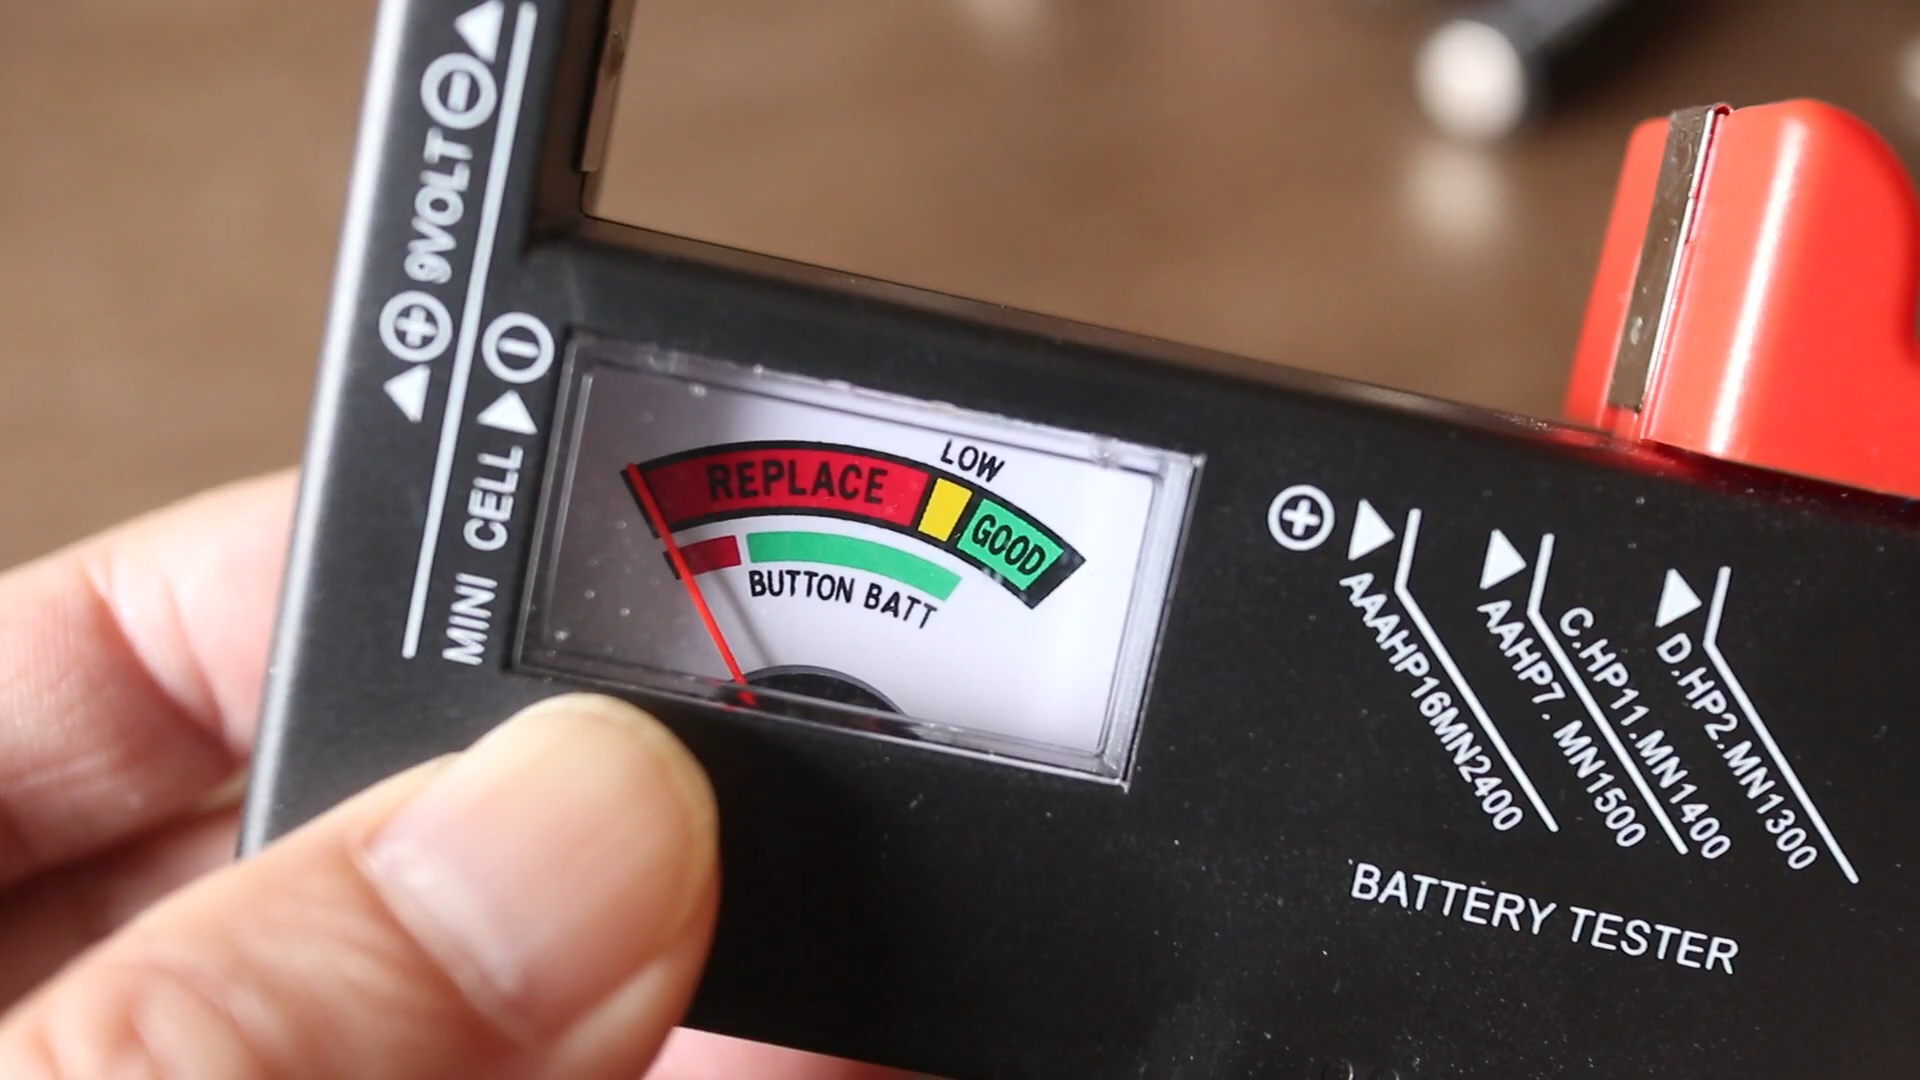 9VOLT
MINI CELL
REPLACE
LOW
GOOD
BUTTON BATT
AAAHP16MN2400
AAHP7. MN1500
C.HP11.MN1400
D.HP2.MN1300
BATTERY TESTER